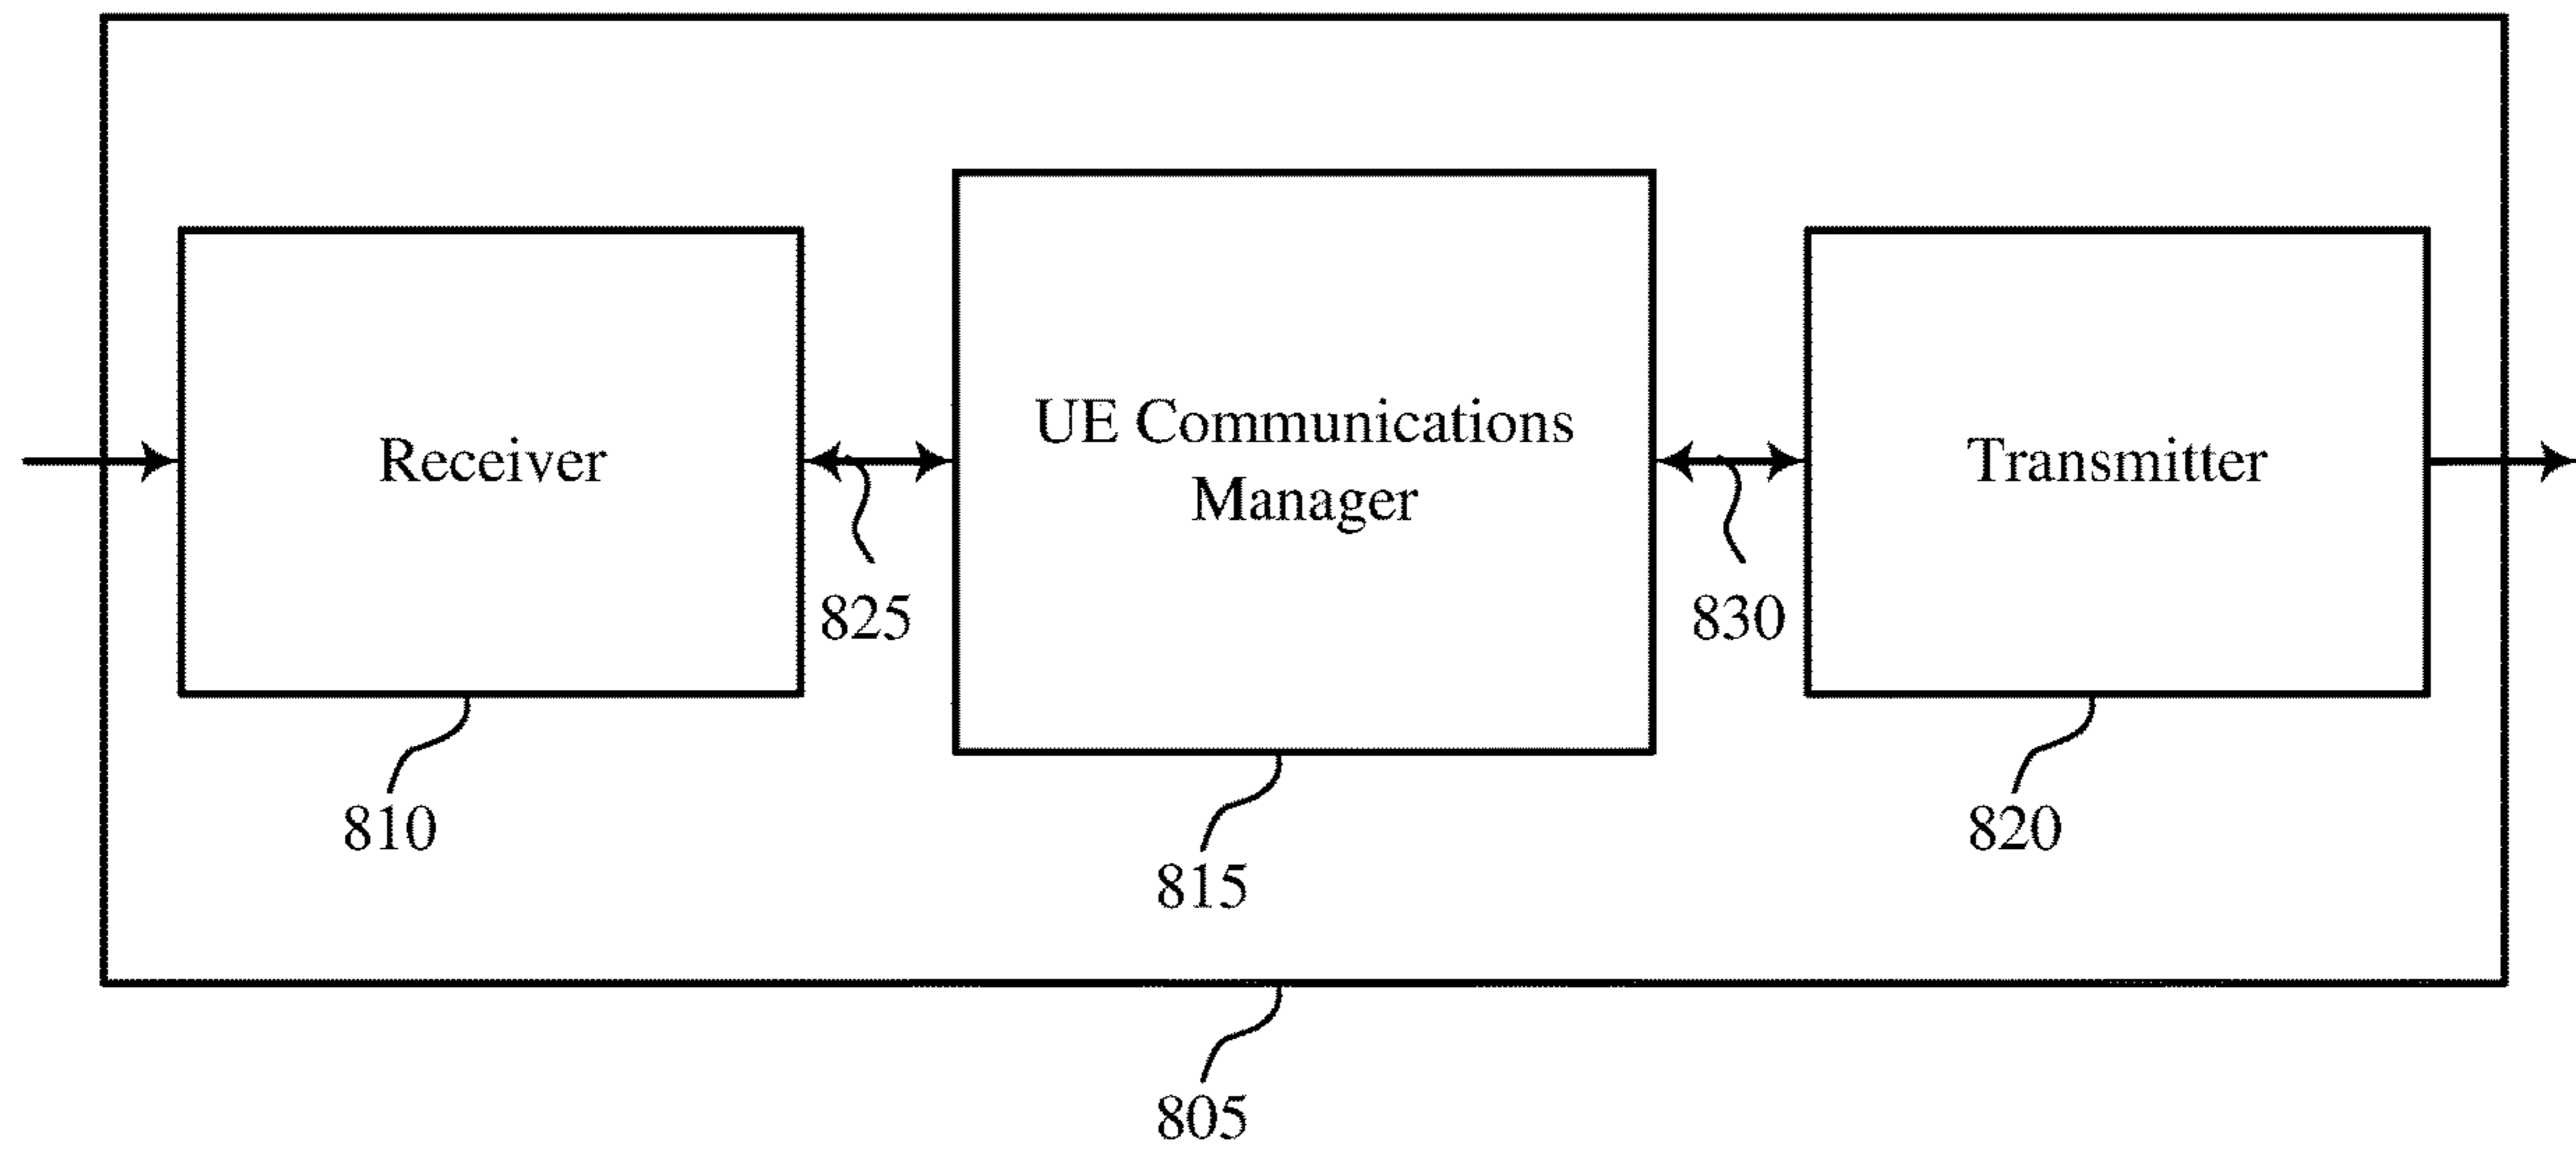 Receiver
UE Communications
Manager
Transmitter
825
830
810
815
820
805